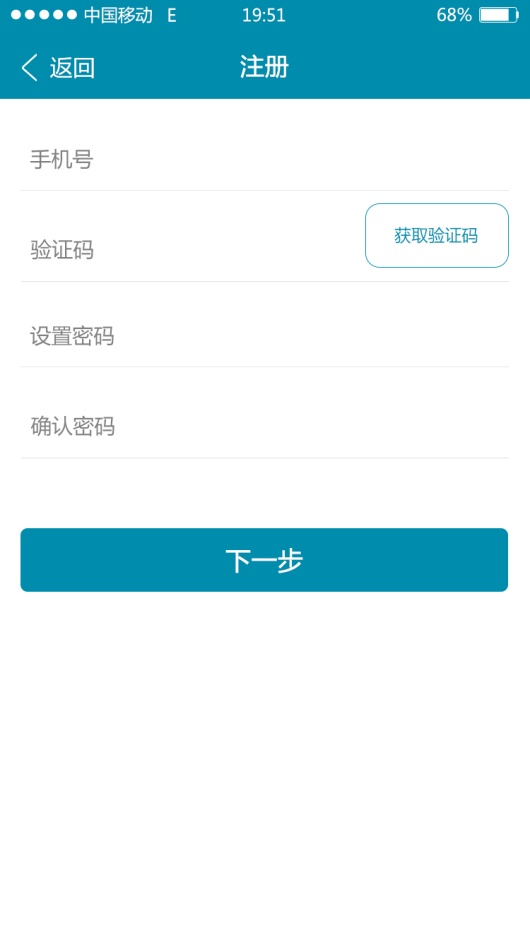 中国移动 E 19:51 68%
返回 注册
手机号
验证码 获取验证码
设置密码
确认密码
下一步